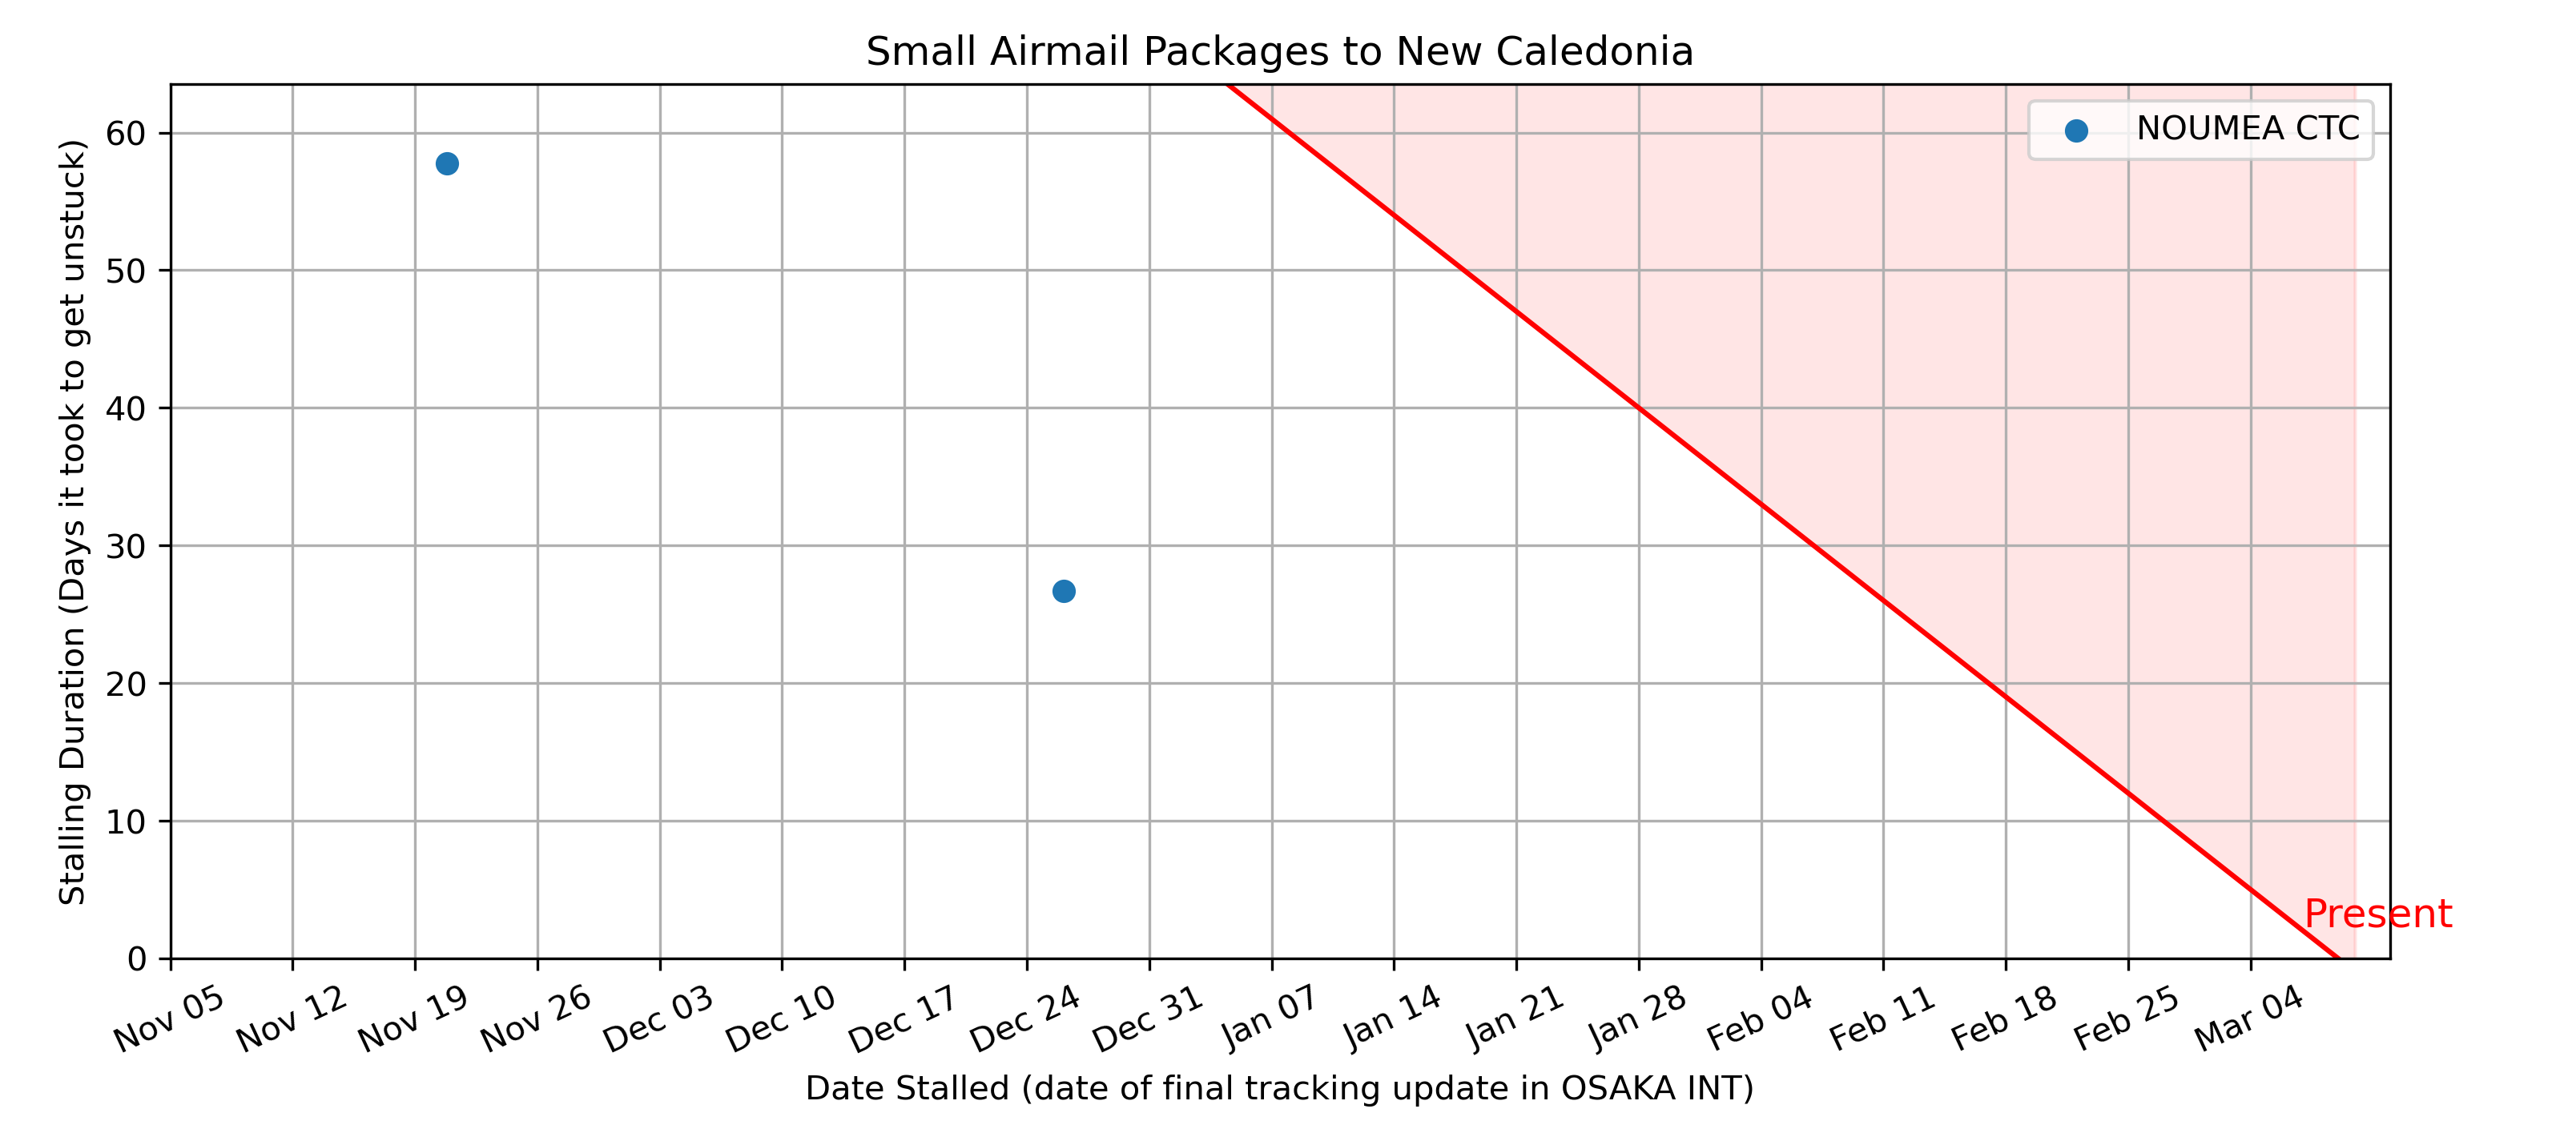 Small Airmail Packages to New Caledonia
NOUMEA CTC
Stalling Duration (Days it took to get unstuck)
60
50
40
30
20
10
0
Present
Nov 05
Nov 12
Nov 19
Nov 26
Dec 03
Dec 10
Dec 17
Dec 24
Dec 31
Jan 07
Jan 14
Jan 21
Jan 28
Feb 04
Feb 11
Feb 18
Feb 25
Mar 04
Date Stalled (date of final tracking update in OSAKA INT)